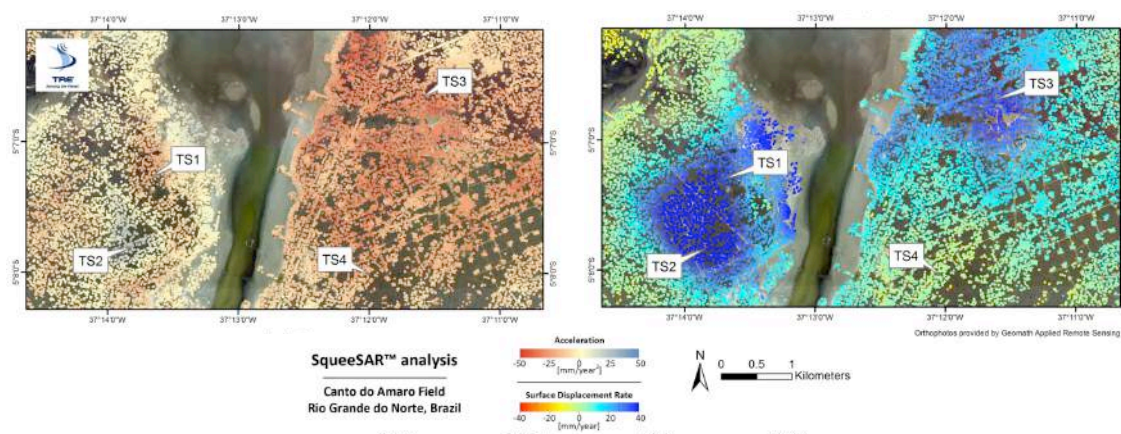 37°14'0"W 37°13'0"W 37°12'0"W 37°11'0"W
TRE
Sensing the Planet
TS3
TS1
TS2
TS4
5°7'0"S
5°8'0"S
37°14'0"W 37°13'0"W 37°12'0"W 37°11'0"W
37°14'0"W 37°13'0"W 37°12'0"W 37°11'0"W
TS3
TS1
TS2
TS4
5°7'0"S
5°8'0"S
37°14'0"W 37°13'0"W 37°12'0"W 37°11'0"W
Orthophotos provided by Geomath Applied Remote Sensing
SqueeSAR™ analysis
Canto do Amaro Field
Rio Grande do Norte, Brazil
Acceleration
-50 -25 0 25 50
[mm/year²]
Surface Displacement Rate
-40 -20 0 20 40
[mm/year]
N
0 0.5 1
Kilometers